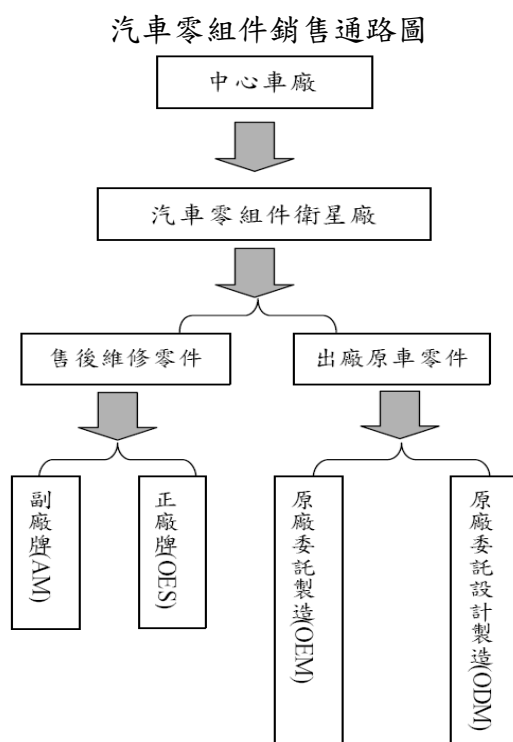 汽車零組件銷售通路圖
中心車廠
汽車零組件衛星廠
售後維修零件
出廠原車零件
副廠牌(AM)
正廠牌(OES)
原廠委託製造(OEM)
原廠委託設計製造(ODM)